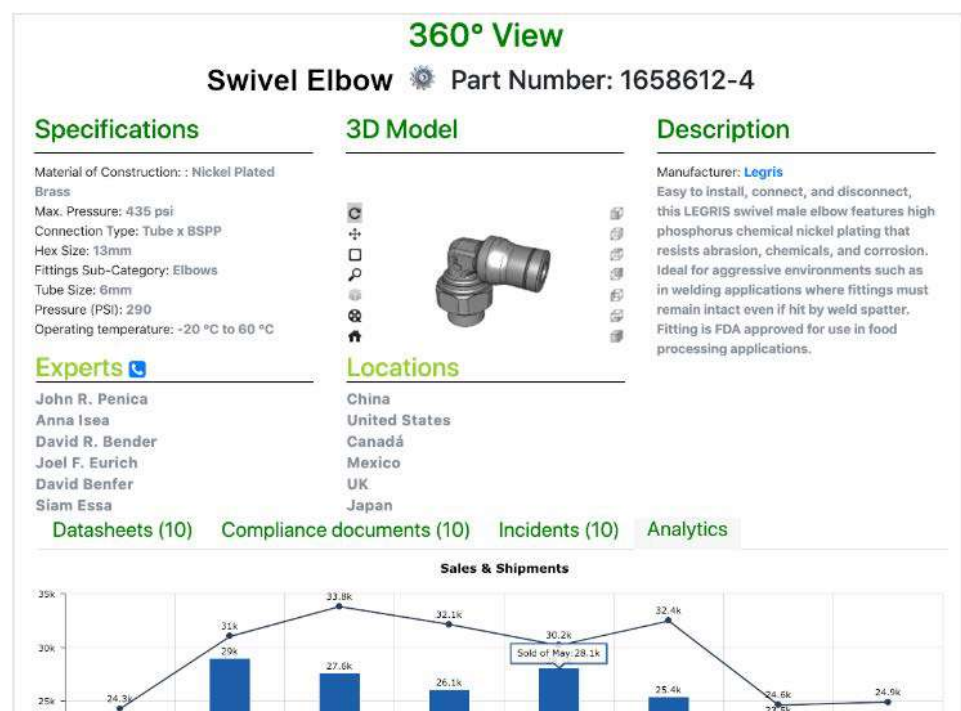 360° View
Swivel Elbow Part Number: 1658612-4
Specifications
Material of Construction: : Nickel Plated
Brass
Max. Pressure: 435 psi
Connection Type: Tube x BSPP
Hex Size: 13mm
Fittings Sub-Category: Elbows
Tube Size: 6mm
Pressure (PSI): 290
Operating temperature: -20 °C to 60 °C
3D Model
Description
Manufacturer: Legris
Easy to install, connect, and disconnect,
this LEGRIS swivel male elbow features high
phosphorus chemical nickel plating that
resists abrasion, chemicals, and corrosion.
Ideal for aggressive environments such as
in welding applications where fittings must
remain intact even if hit by weld spatter.
Fitting is FDA approved for use in food
processing applications.
Experts
John R. Penica
Anna Isea
David R. Bender
Joel F. Eurich
David Benfer
Siam Essa
Locations
China
United States
Canadá
Mexico
UK
Japan
Datasheets (10) Compliance documents (10) Incidents (10) Analytics
Sales & Shipments
35k
30k
25k
24.3k
31k
29k
33.8k
27.6k
32.1k
26.1k
30.2k
Sold of May: 28.1k
32.4k
25.4k
24.6k
24.9k